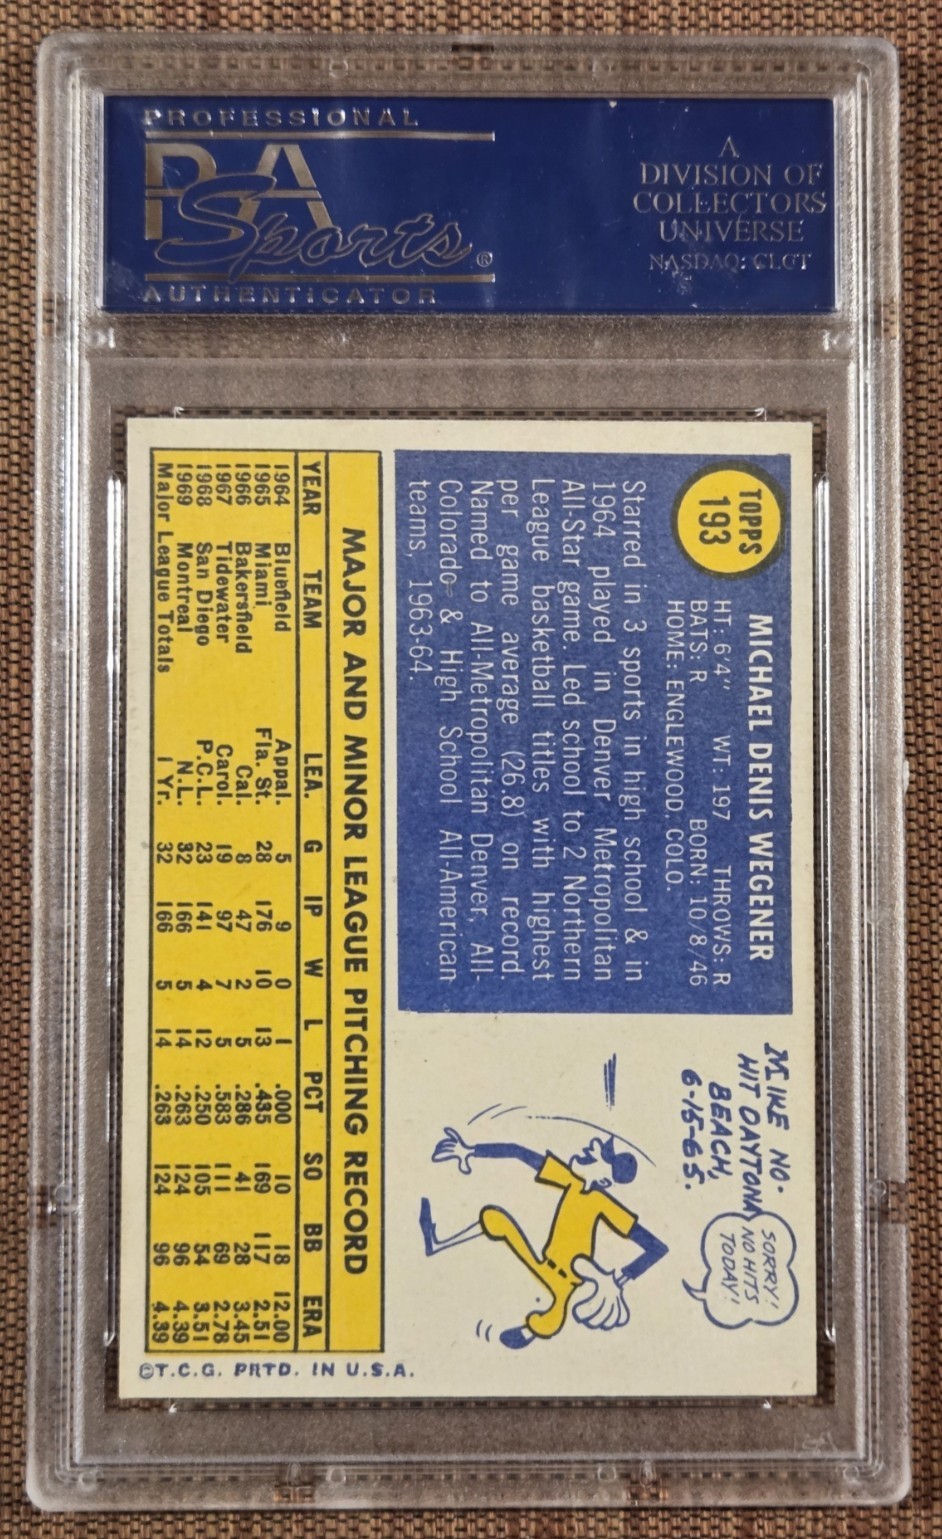 PROFESSIONAL
PSA
Sports®
AUTHENTICATOR
A
DIVISION OF
COLLECTORS
UNIVERSE
NASDAQ: CLCT
TOPPS
193
MICHAEL DENIS WEGENER
HT: 6'4" WT: 197 THROWS: R
BATS: R BORN: 10/8/46
HOME: ENGLEWOOD, COLO.
Starred in 3 sports in high school & in
1964 played in Denver Metropolitan
All-Star game. Led school to 2 Northern
League basketball titles with highest
per game average (26.8) on record.
Named to All-Metropolitan Denver, All-
Colorado & High School All-American
teams, 1963-64.
MIKE NO-
HIT DAYTONA
BEACH,
6-15-65.
SORRY!
NO HITS
TODAY!
MAJOR AND MINOR LEAGUE PITCHING RECORD
YEAR TEAM LEA. G IP W L PCT SO BB ERA
1964 Bluefield Appal. 5 9 0 1 .000 10 18 12.00
1965 Miami Fla. St. 28 176 10 13 .435 169 117 2.51
1966 Bakersfield Cal. 8 47 2 5 .286 41 28 3.45
1967 Tidewater Carol. 19 97 7 5 .583 111 69 2.78
1968 San Diego P.C.L. 23 141 4 12 .250 105 54 3.51
1969 Montreal N.L. 32 166 5 14 .263 124 96 4.39
Major League Totals 1 Yr. 32 166 5 14 .263 124 96 4.39
©T.C.G. PRTD. IN U.S.A.